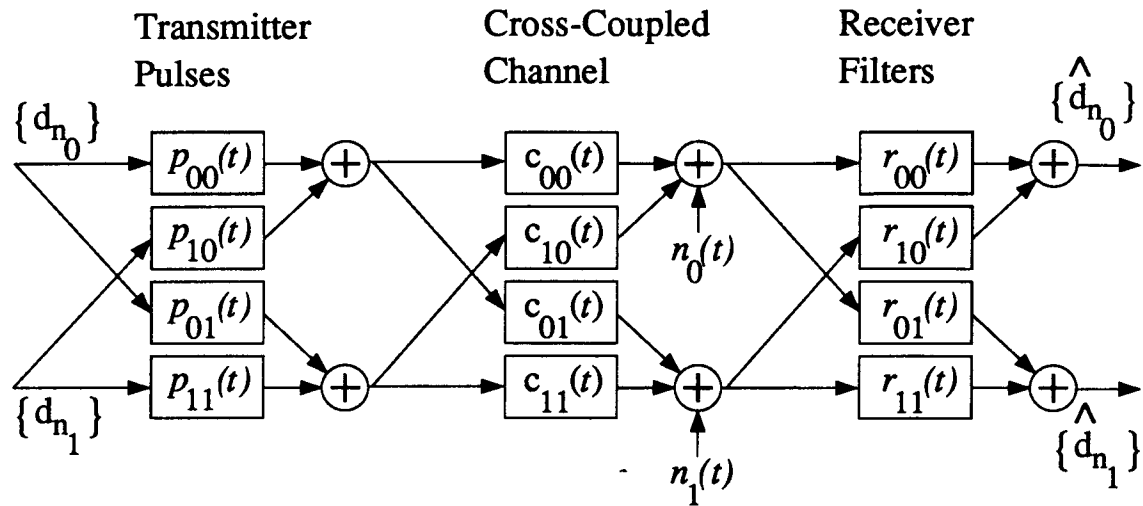 Transmitter Pulses
Cross-Coupled Channel
Receiver Filters
{d_{n_0}}
{\hat{d}_{n_0}}
p_{00}(t)
+
c_{00}(t)
+
r_{00}(t)
+
p_{10}(t)
c_{10}(t)
n_0(t)
r_{10}(t)
p_{01}(t)
c_{01}(t)
r_{01}(t)
p_{11}(t)
+
c_{11}(t)
+
r_{11}(t)
+
{d_{n_1}}
n_1(t)
{\hat{d}_{n_1}}